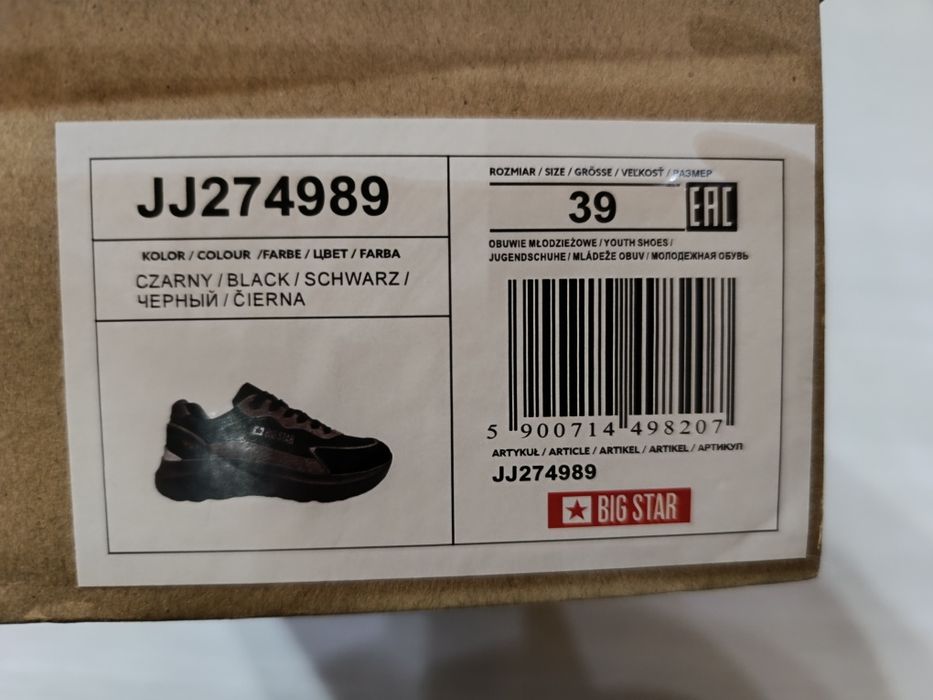 JJ274989
KOLOR / COLOUR /FARBE / ЦВЕТ / FARBA
CZARNY / BLACK / SCHWARZ /
ЧЕРНЫЙ / ČIERNA
BIG STAR
ROZMIAR / SIZE / GRÖSSE / VEĽKOSŤ / РАЗМЕР
39
EAC
OBUWIE MŁODZIEŻOWE / YOUTH SHOES /
JUGENDSCHUHE / MLÁDEŽE OBUV / МОЛОДЕЖНАЯ ОБУВЬ
5 900714 498207
ARTYKUŁ / ARTICLE / ARTIKEL / ARTIKEL / АРТИКУЛ
JJ274989
BIG STAR